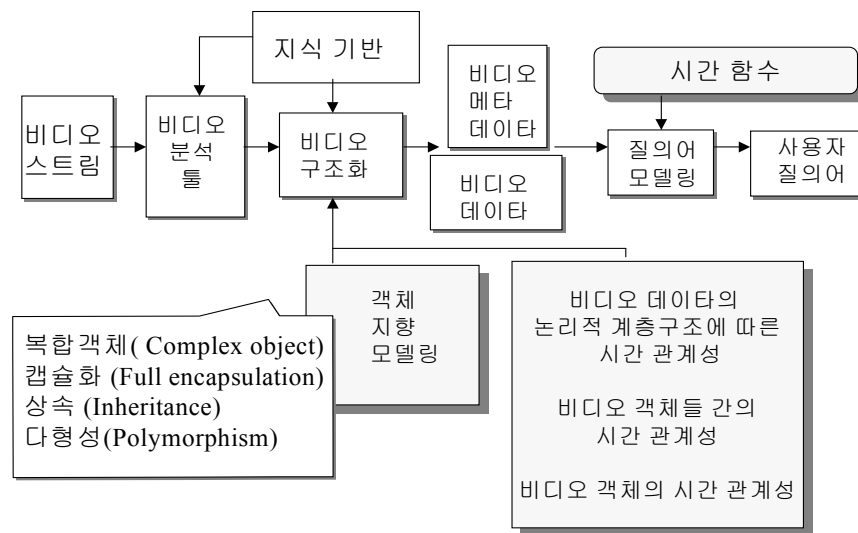 지식 기반
비디오
메타
데이타
시간 함수
비디오
스트림
비디오
분석
툴
비디오
구조화
비디오
데이타
질의어
모델링
사용자
질의어
객체
지향
모델링
복합객체( Complex object)
캡슐화 (Full encapsulation)
상속 (Inheritance)
다형성(Polymorphism)
비디오 데이타의
논리적 계층구조에 따른
시간 관계성
비디오 객체들 간의
시간 관계성
비디오 객체의 시간 관계성